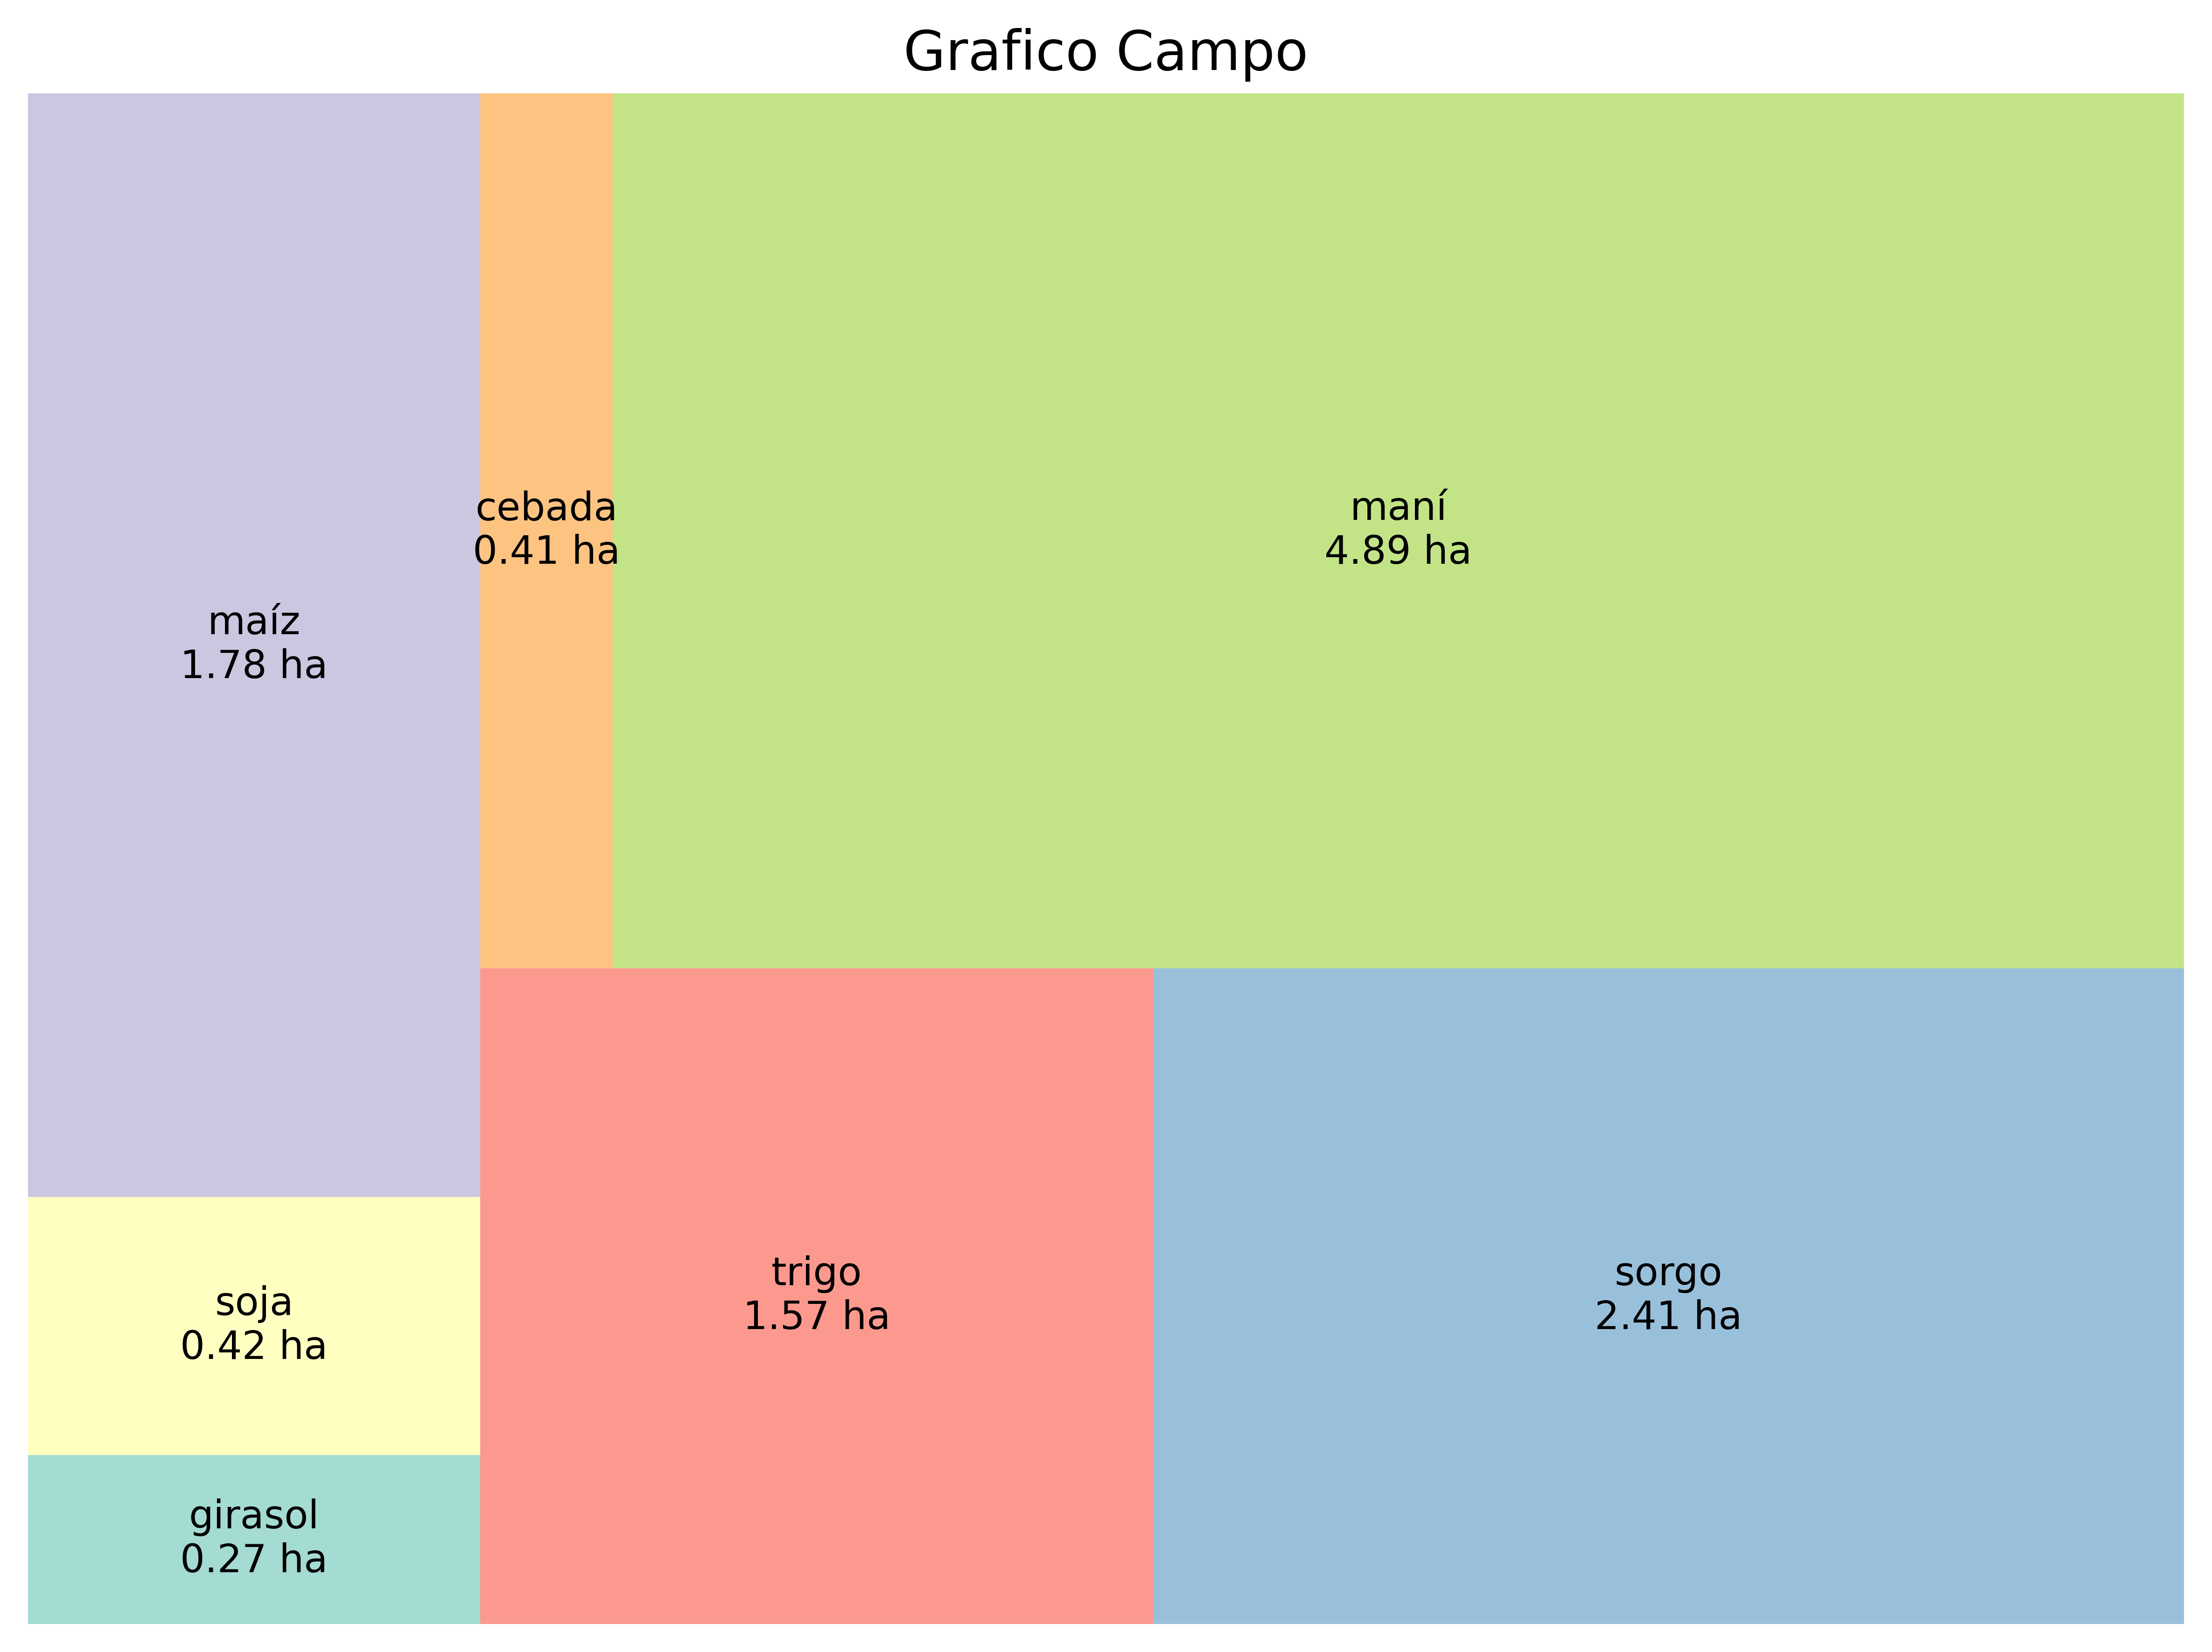 Grafico Campo
cebada
0.41 ha
maní
4.89 ha
maíz
1.78 ha
trigo
1.57 ha
sorgo
2.41 ha
soja
0.42 ha
girasol
0.27 ha